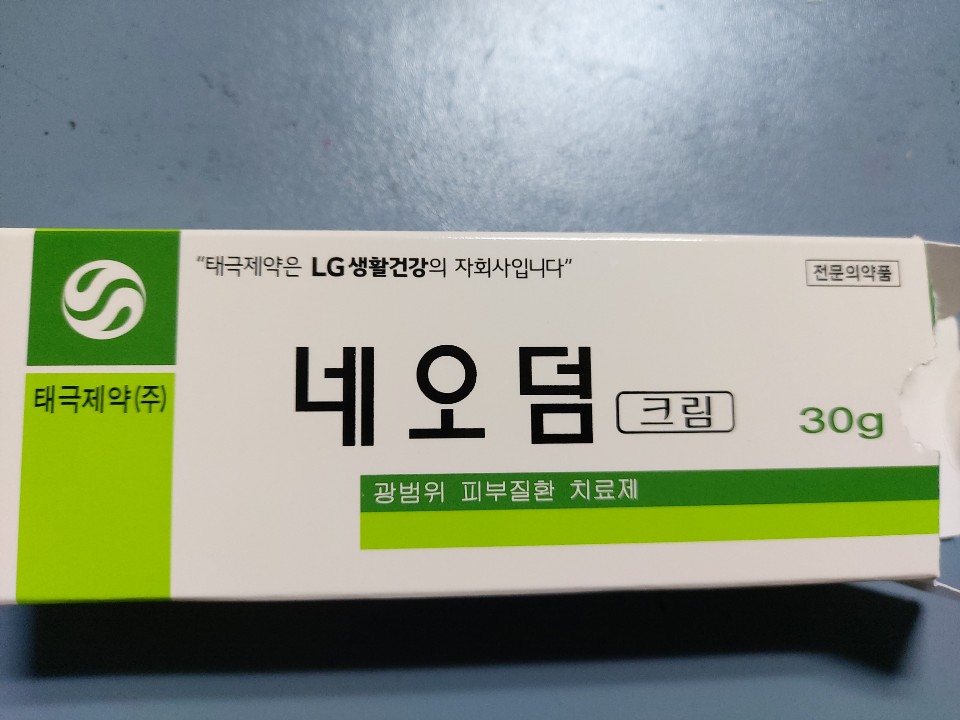 "태극제약은 LG생활건강의 자회사입니다"
전문의약품
태극제약(주)
네오덤 크림 30g
광범위 피부질환 치료제